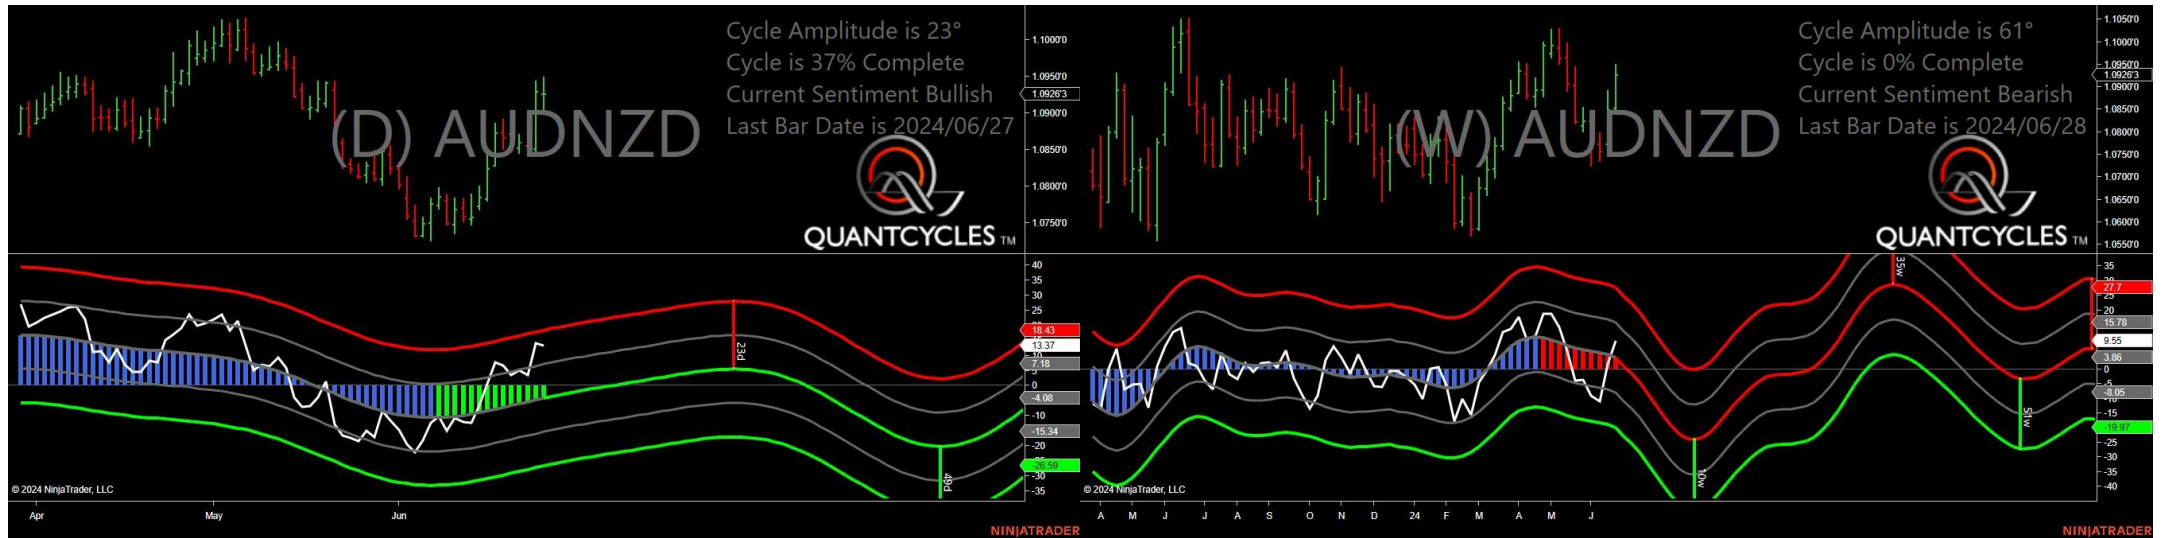 Cycle Amplitude is 23°
Cycle is 37% Complete
Current Sentiment Bullish
Last Bar Date is 2024/06/27
(D) AUDNZD
QUANTCYCLES TM
1.1000'0
1.0950'0
1.0926'3
1.0900'0
1.0850'0
1.0800'0
1.0750'0
40
35
30
25
20
18.43
13.37
10
7.18
5
0
-4.08
-10
-15.34
-20
-26.59
-30
-35
23d
49d
© 2024 NinjaTrader, LLC
Apr May Jun
NINJATRADER
Cycle Amplitude is 61°
Cycle is 0% Complete
Current Sentiment Bearish
Last Bar Date is 2024/06/28
(W) AUDNZD
QUANTCYCLES TM
1.1050'0
1.1000'0
1.0950'0
1.0926'3
1.0900'0
1.0850'0
1.0800'0
1.0750'0
1.0700'0
1.0650'0
1.0600'0
1.0550'0
35
27.7
25
20
15.78
9.55
3.86
0
-5
-8.05
-10
-15
-19.97
-25
-30
-35
-40
35w
51w
10w
© 2024 NinjaTrader, LLC
A M J J A S O N D 24 F M A M J
NINJATRADER